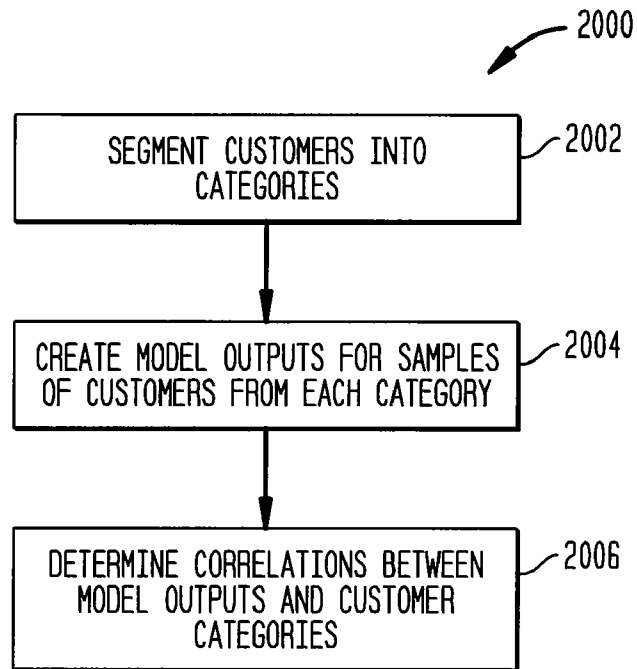 2000
SEGMENT CUSTOMERS INTO
CATEGORIES
2002
CREATE MODEL OUTPUTS FOR SAMPLES
OF CUSTOMERS FROM EACH CATEGORY
2004
DETERMINE CORRELATIONS BETWEEN
MODEL OUTPUTS AND CUSTOMER
CATEGORIES
2006